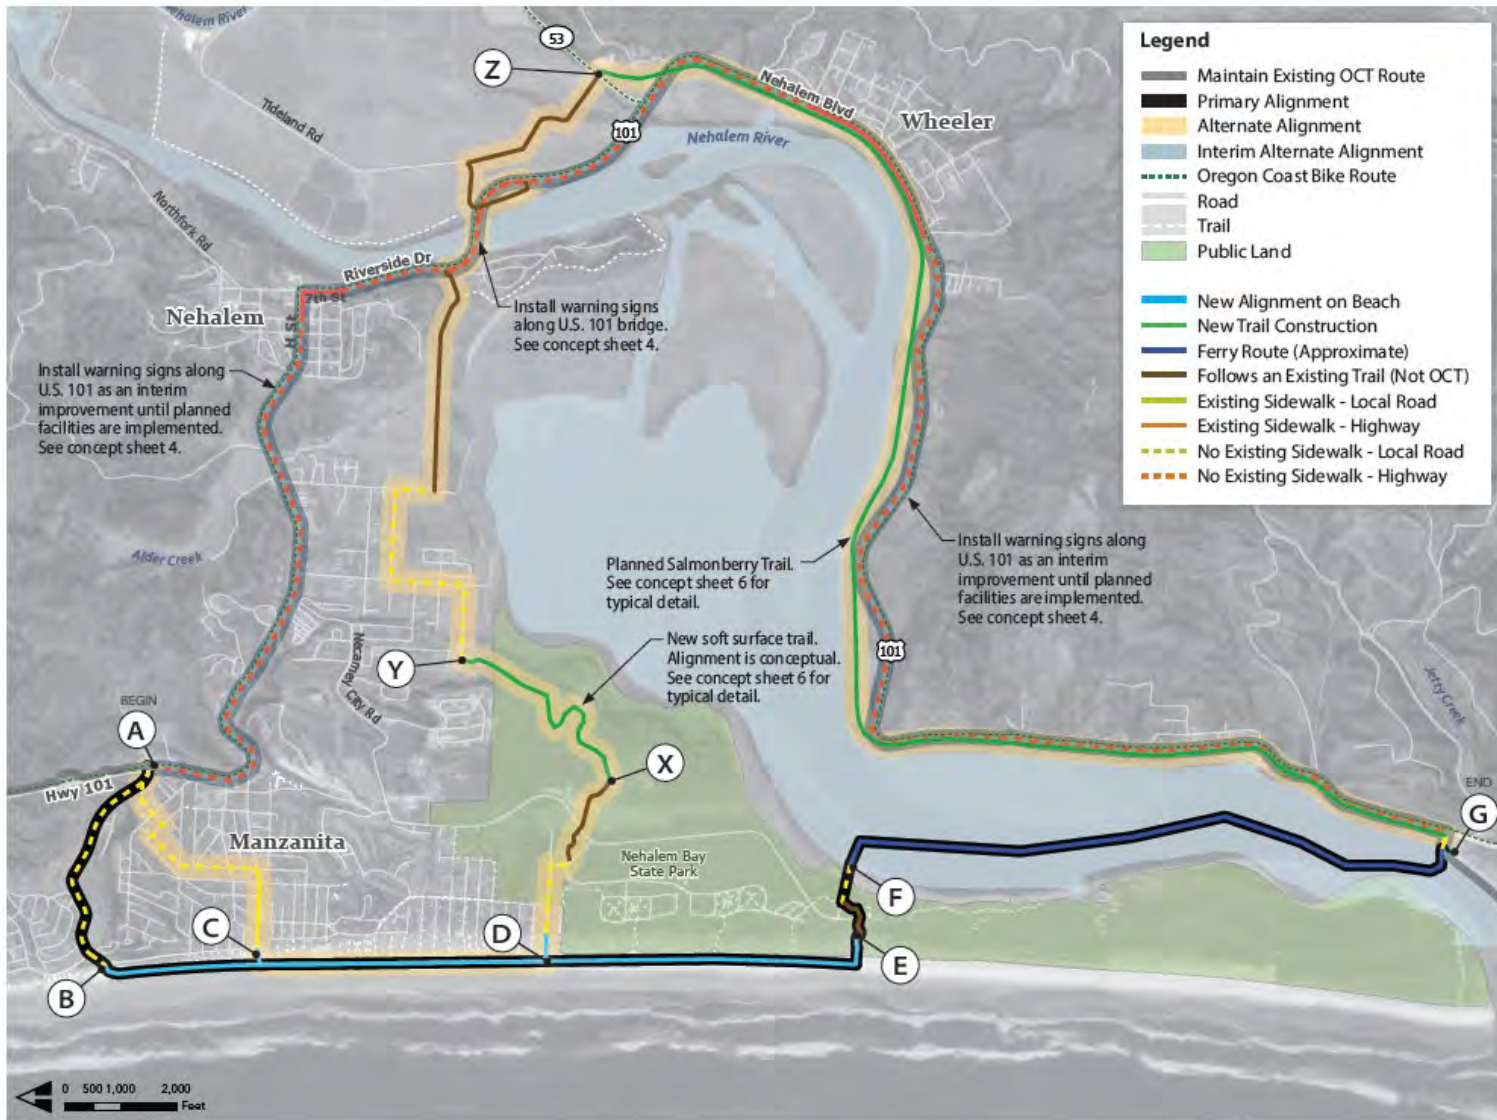 Nehalem River
53
Z
Tideland Rd
Nehalem Blvd
Wheeler
101
Nehalem River
Northfork Rd
Riverside Dr
7th St
Nehalem
H St
Install warning signs
along U.S. 101 bridge.
See concept sheet 4.
Install warning signs along
U.S. 101 as an interim
improvement until planned
facilities are implemented.
See concept sheet 4.
Alder Creek
Planned Salmonberry Trail.
See concept sheet 6 for
typical detail.
Install warning signs along
U.S. 101 as an interim
improvement until planned
facilities are implemented.
See concept sheet 4.
New soft surface trail.
Alignment is conceptual.
See concept sheet 6 for
typical detail.
Y
Necarney
City Rd
101
Jetty Creek
BEGIN
A
X
Hwy 101
END
G
Manzanita
Nehalem Bay
State Park
F
C
D
E
B
0 500 1,000 2,000
Feet
Legend
Maintain Existing OCT Route
Primary Alignment
Alternate Alignment
Interim Alternate Alignment
Oregon Coast Bike Route
Road
Trail
Public Land
New Alignment on Beach
New Trail Construction
Ferry Route (Approximate)
Follows an Existing Trail (Not OCT)
Existing Sidewalk - Local Road
Existing Sidewalk - Highway
No Existing Sidewalk - Local Road
No Existing Sidewalk - Highway